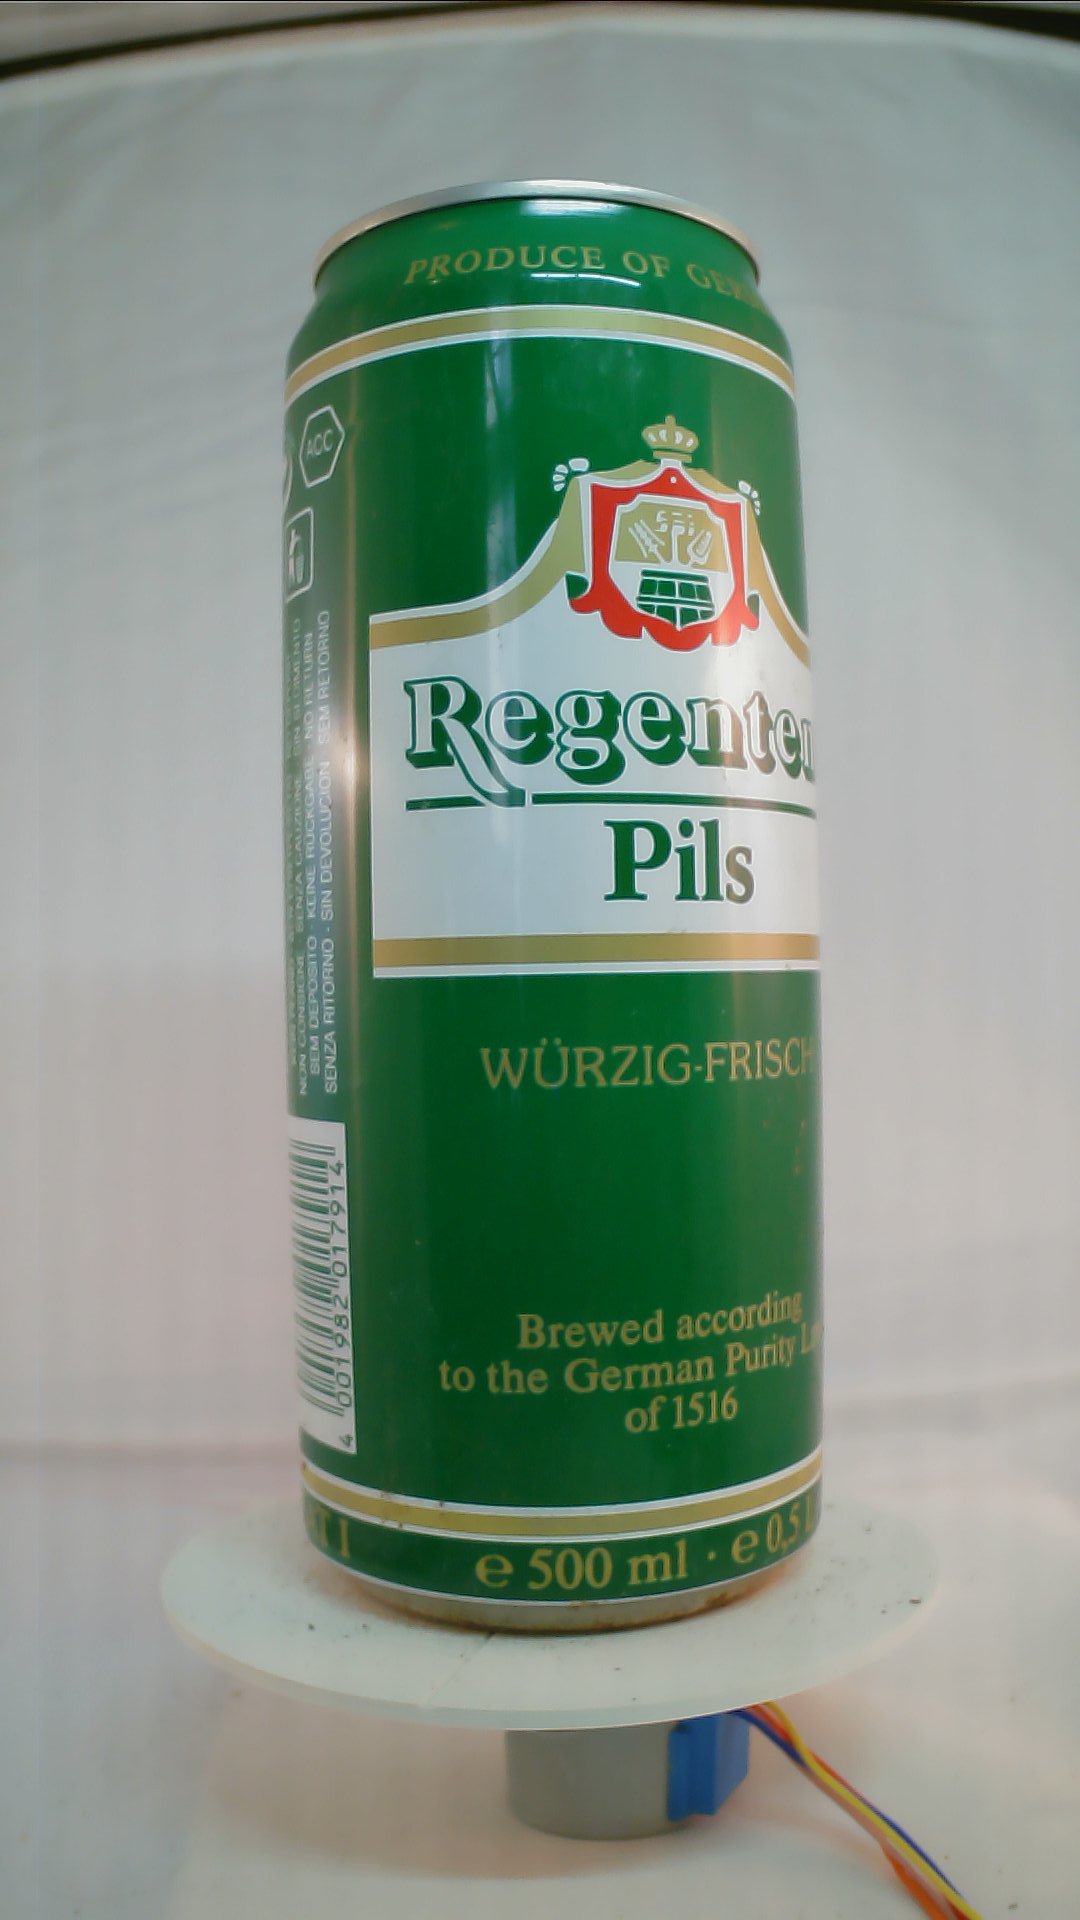 PRODUCE OF
ACC
Regenten
Pils
WÜRZIG-FRISCH
Brewed according
to the German Purity
of 1516
e 500 ml · e 0,5 L
NON CONSIGNE - SENZA CAUZIONE
SEM DEPOSITO - KEINE RÜCKGABE - NO RETURN
SENZA RITORNO - SIN DEVOLUCION SEM RETORNO
4 001982 017914